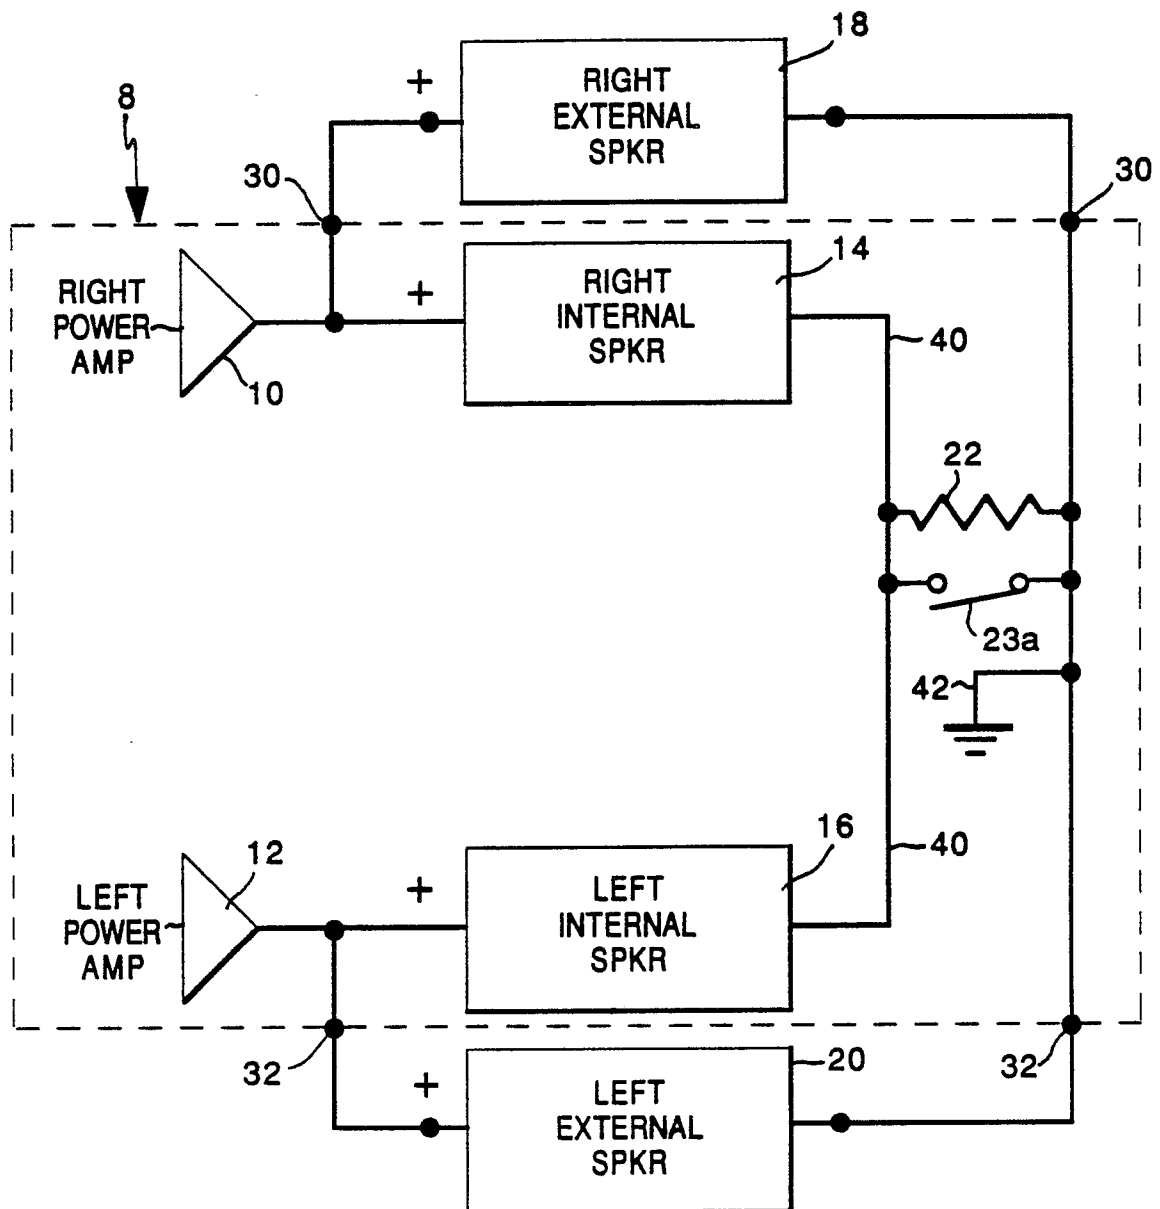 18
+
RIGHT
EXTERNAL
SPKR
8
30
30
14
+
RIGHT
INTERNAL
SPKR
RIGHT
POWER
AMP
10
40
22
23a
42
16
40
12
+
LEFT
INTERNAL
SPKR
LEFT
POWER
AMP
32
32
20
+
LEFT
EXTERNAL
SPKR